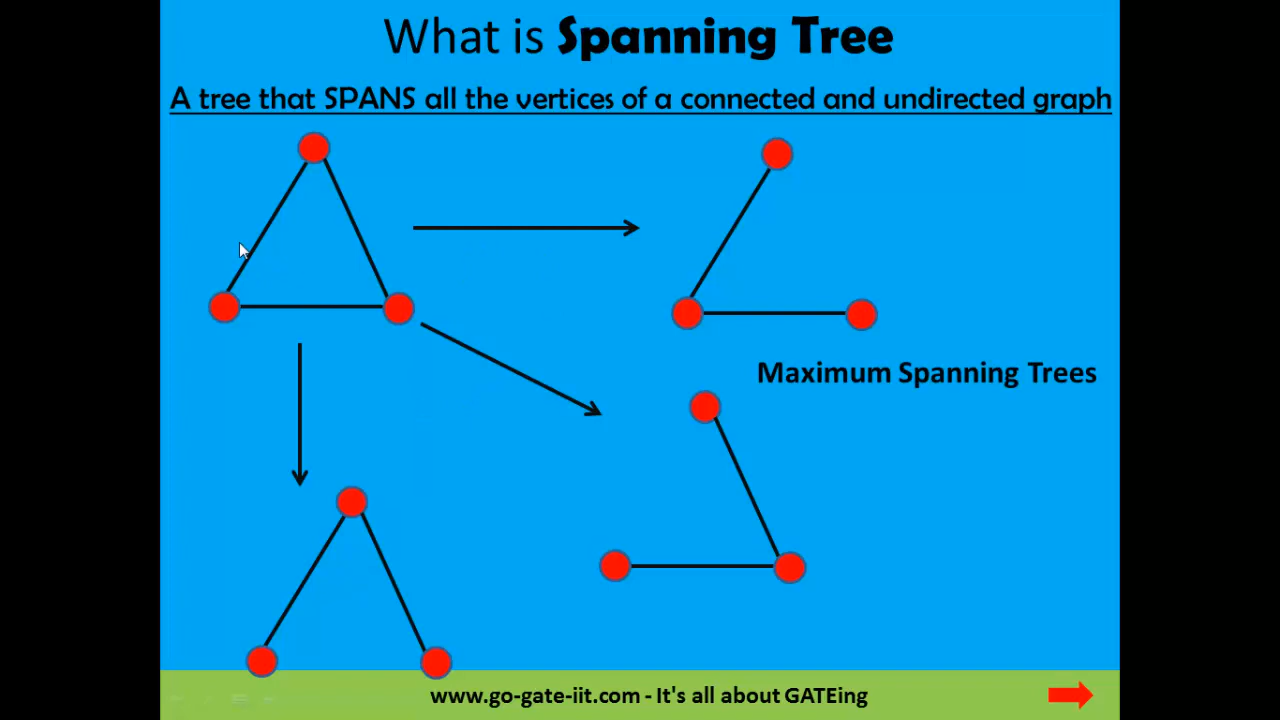 What is Spanning Tree
A tree that SPANS all the vertices of a connected and undirected graph
Maximum Spanning Trees
www.go-gate-iit.com - It's all about GATEing